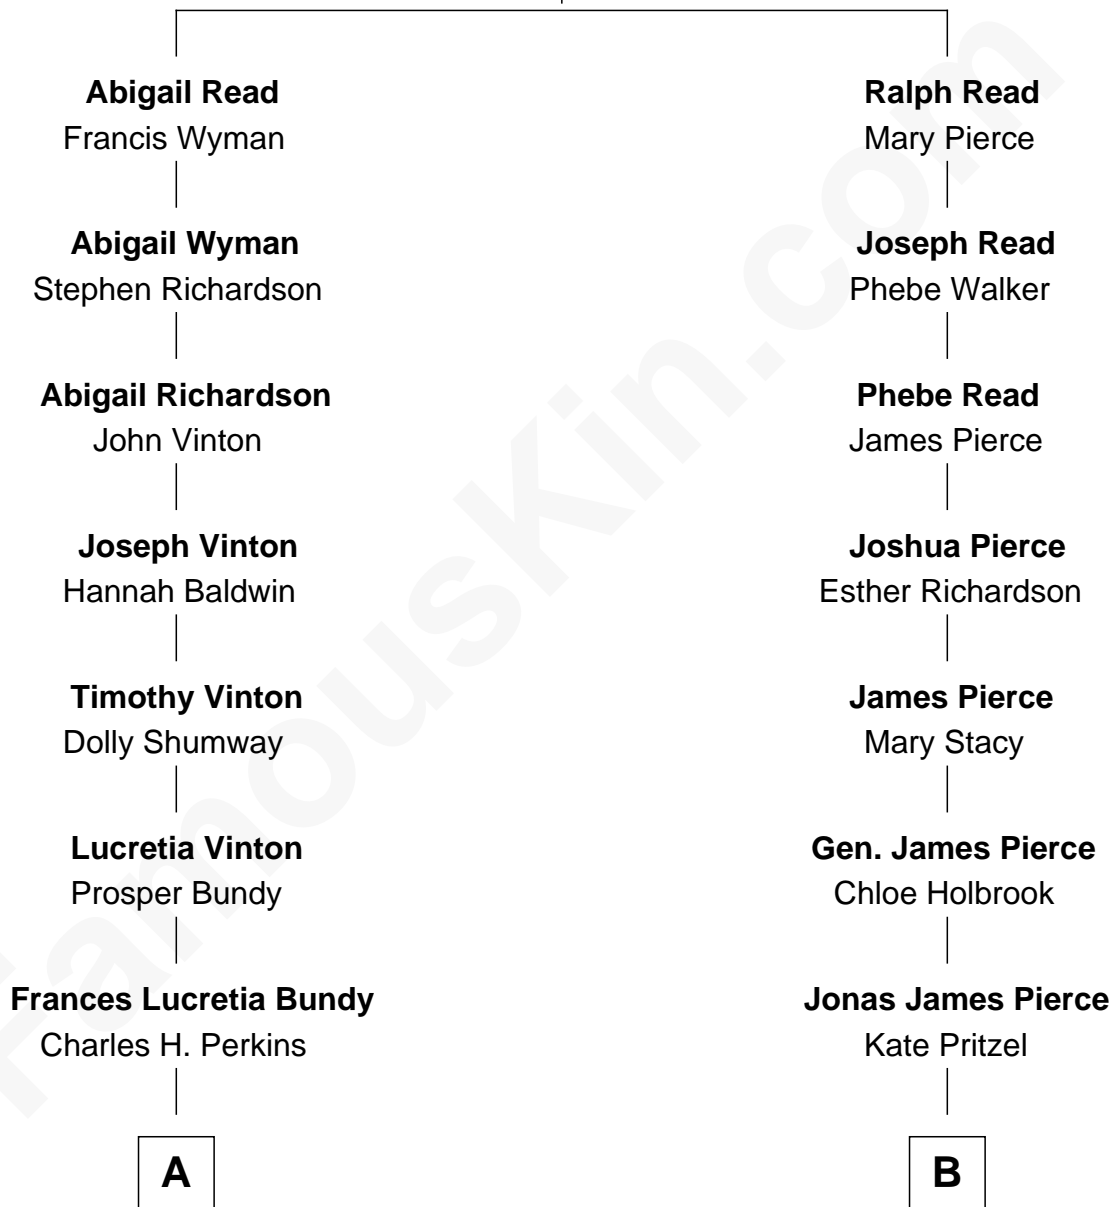 Abigail Read
Francis Wyman
Abigail Wyman
Stephen Richardson
Abigail Richardson
John Vinton
Joseph Vinton
Hannah Baldwin
Timothy Vinton
Dolly Shumway
Lucretia Vinton
Prosper Bundy
Frances Lucretia Bundy
Charles H. Perkins
A
Ralph Read
Mary Pierce
Joseph Read
Phebe Walker
Phebe Read
James Pierce
Joshua Pierce
Esther Richardson
James Pierce
Mary Stacy
Gen. James Pierce
Chloe Holbrook
Jonas James Pierce
Kate Pritzel
B
FamousKin.com